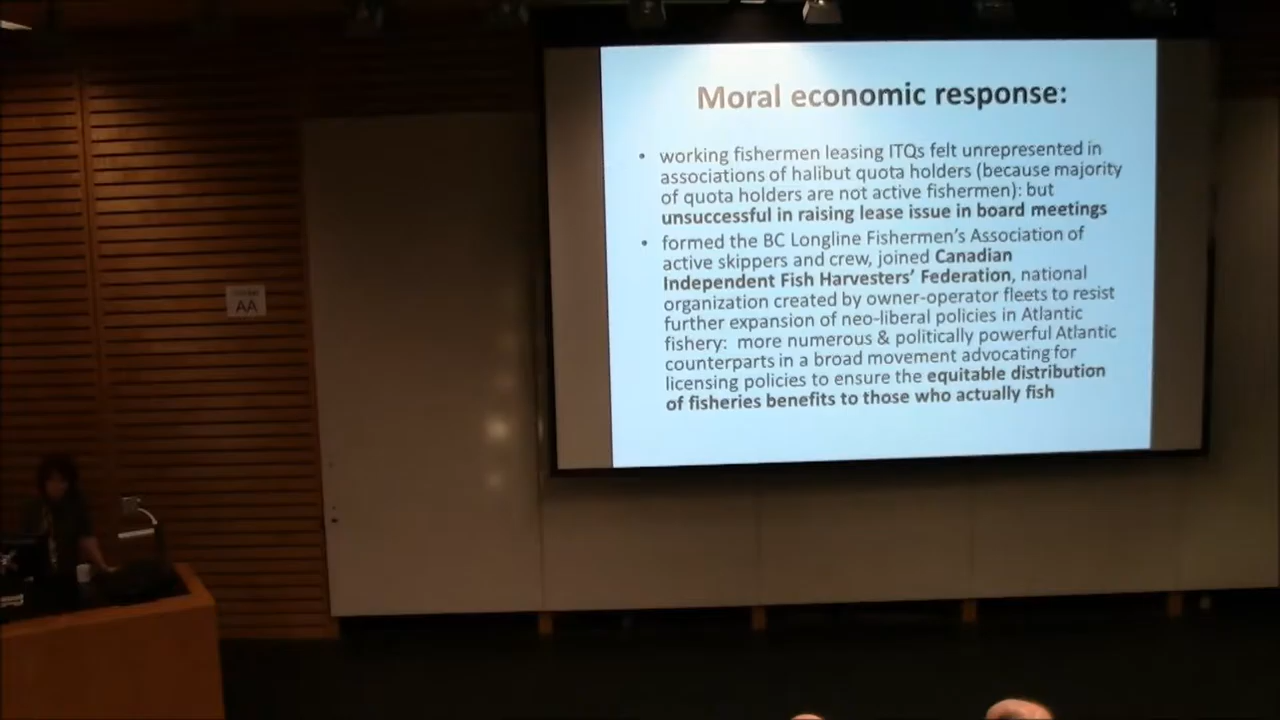 Moral economic response:
• working fishermen leasing ITQs felt unrepresented in
associations of halibut quota holders (because majority
of quota holders are not active fishermen): but
unsuccessful in raising lease issue in board meetings
• formed the BC Longline Fishermen's Association of
active skippers and crew, joined Canadian
Independent Fish Harvesters' Federation, national
organization created by owner-operator fleets to resist
further expansion of neo-liberal policies in Atlantic
fishery: more numerous & politically powerful Atlantic
counterparts in a broad movement advocating for
licensing policies to ensure the equitable distribution
of fisheries benefits to those who actually fish
AA